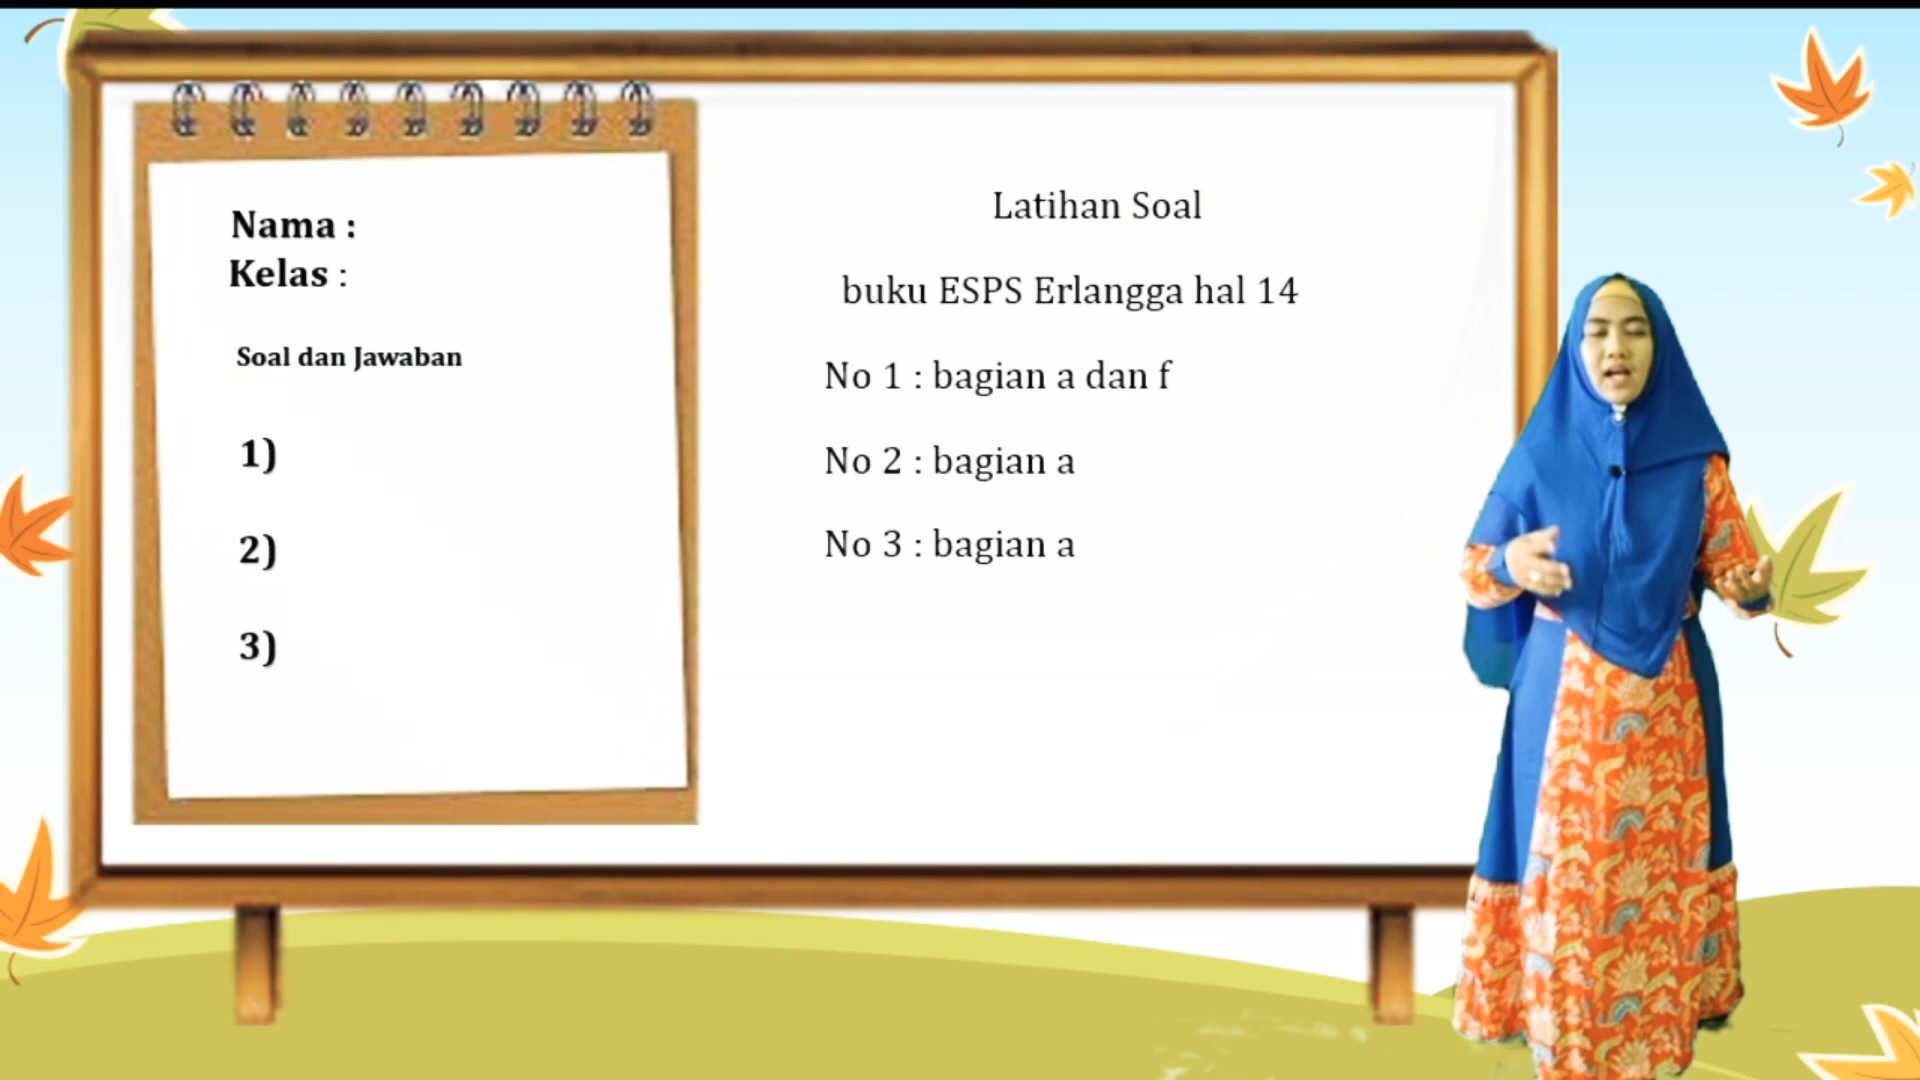 Nama :
Kelas :
Soal dan Jawaban
1)
2)
3)
Latihan Soal
buku ESPS Erlangga hal 14
No 1 : bagian a dan f
No 2 : bagian a
No 3 : bagian a